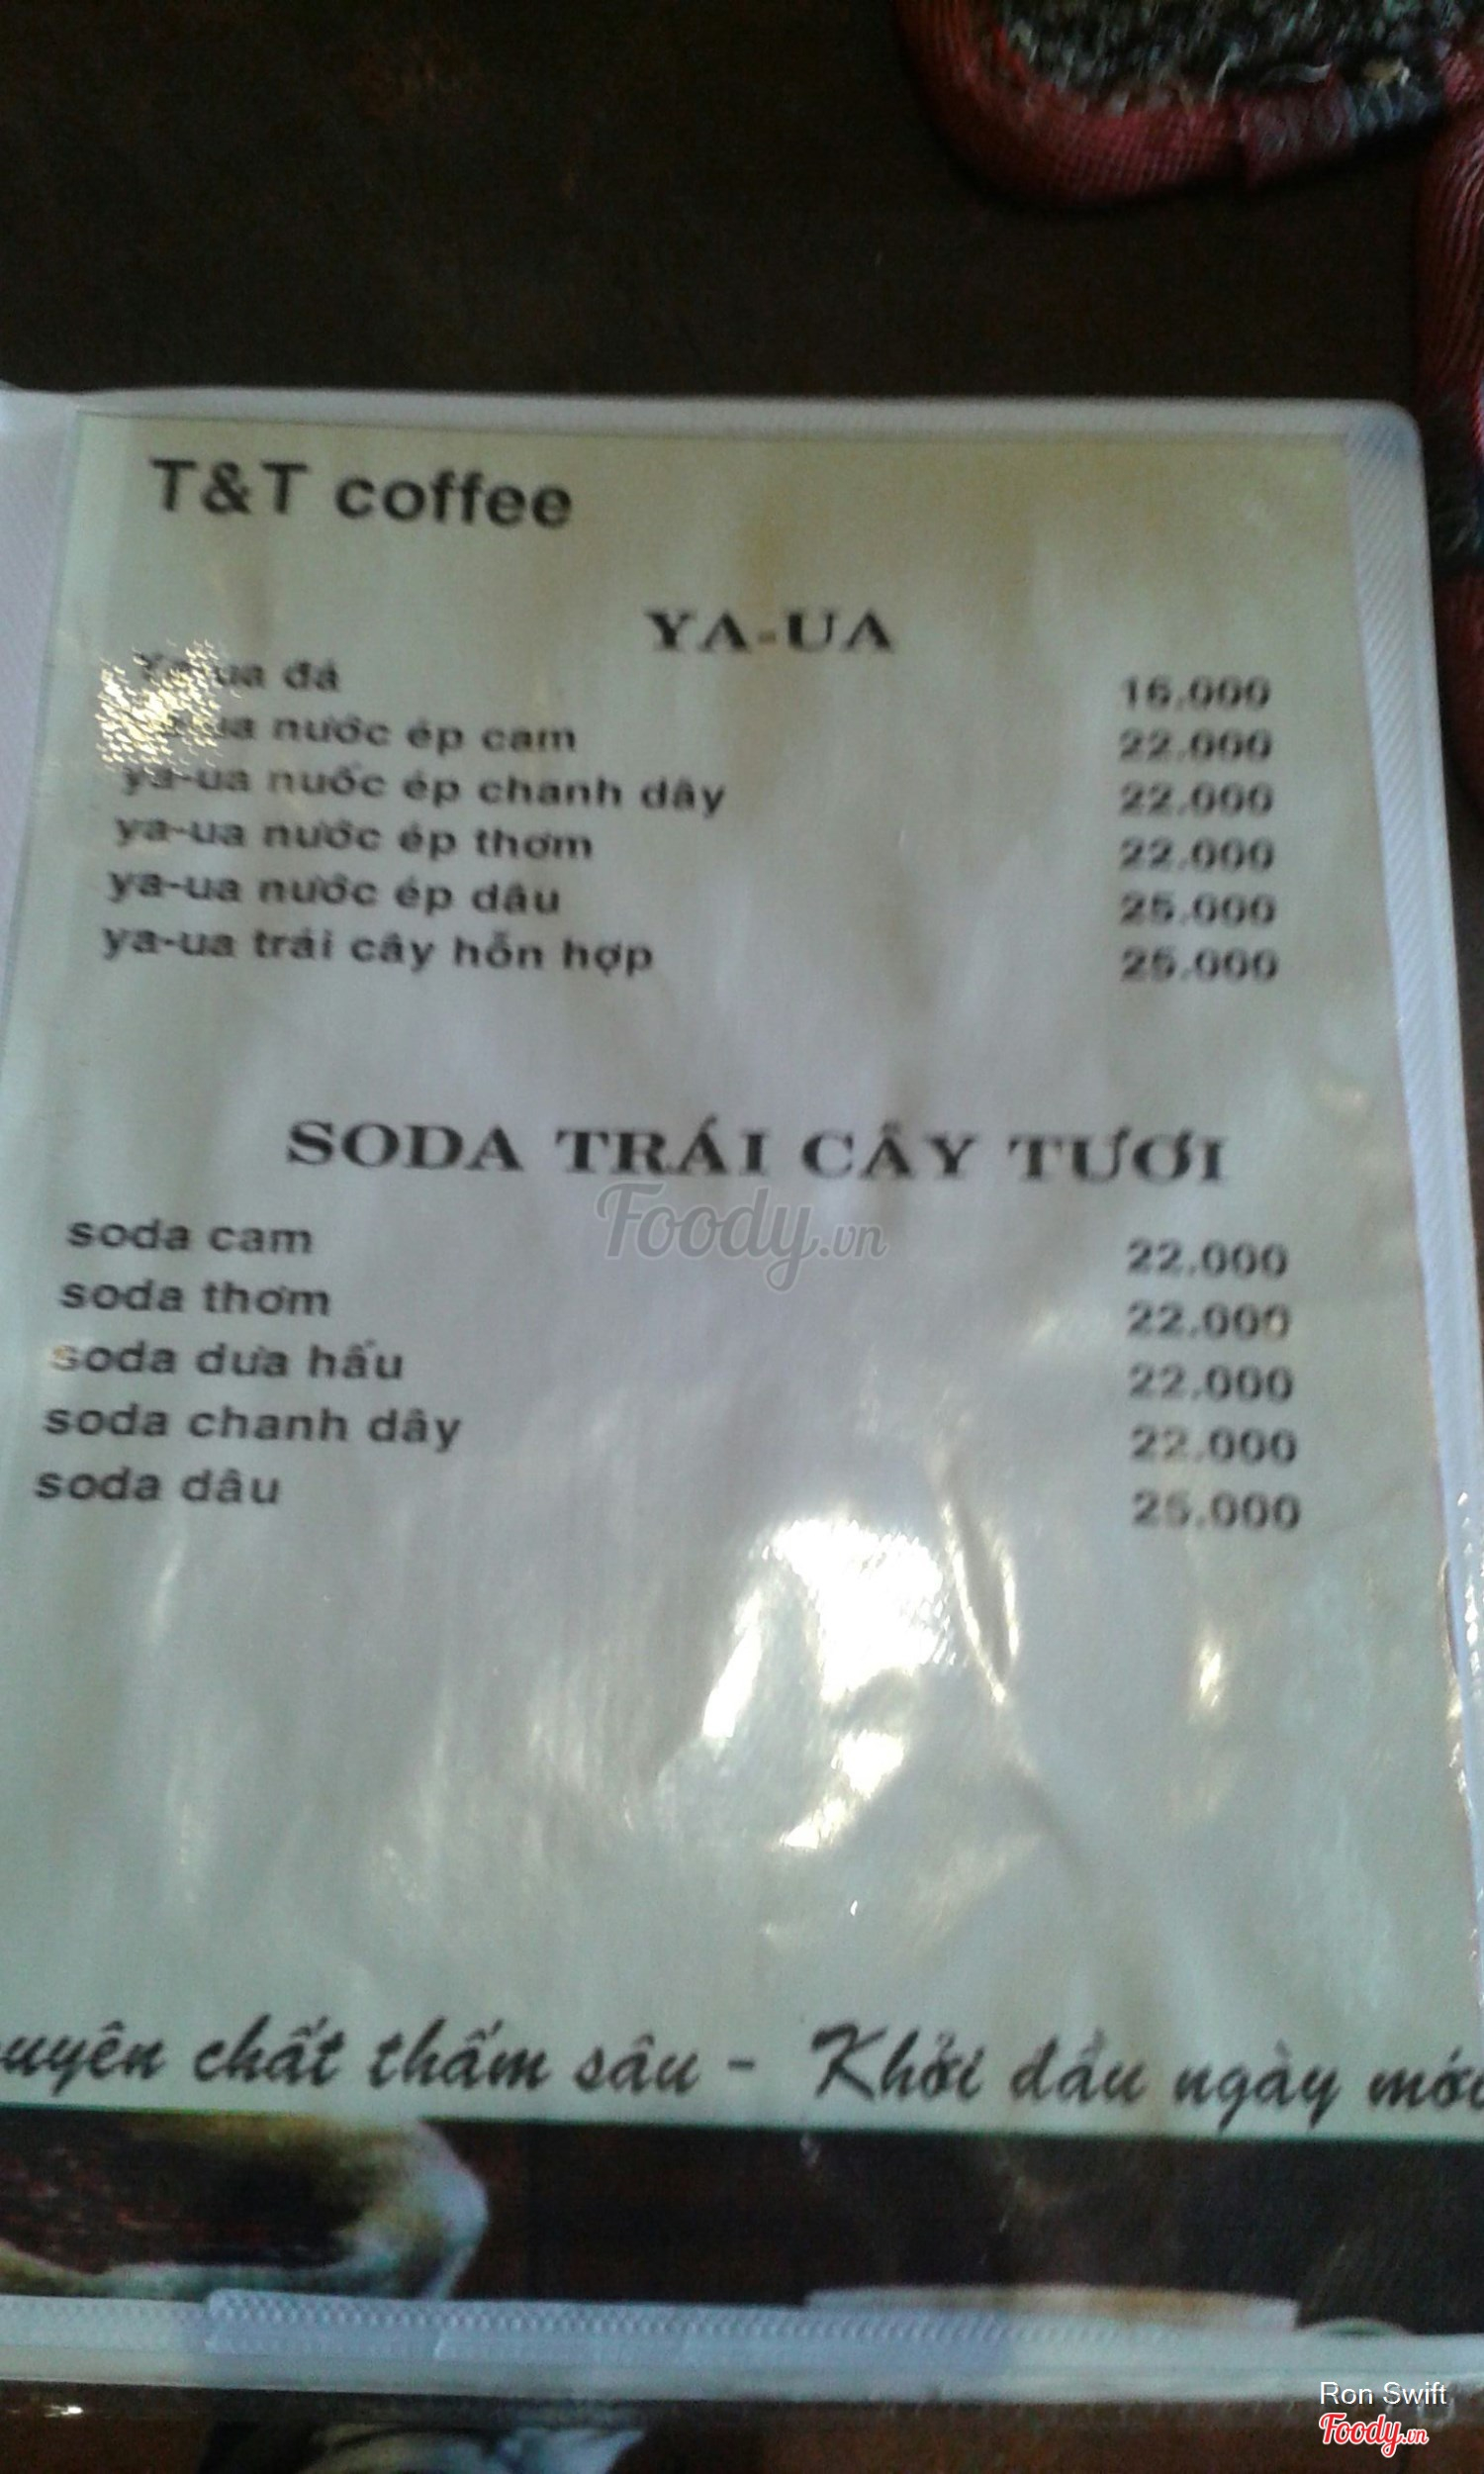 T&T coffee
YA-UA
Ya-ua đá 16.000
ya-ua nước ép cam 22.000
ya-ua nuốc ép chanh dây 22.000
ya-ua nước ép thơm 22.000
ya-ua nước ép dâu 25.000
ya-ua trái cây hỗn hợp 25.000
SODA TRÁI CÂY TƯƠI
Foody.vn
soda cam 22.000
soda thơm 22.000
soda dưa hấu 22.000
soda chanh dây 22.000
soda dâu 25.000
uyên chất thấm sâu - Khởi đầu ngày mới
Ron Swift
Foody.vn